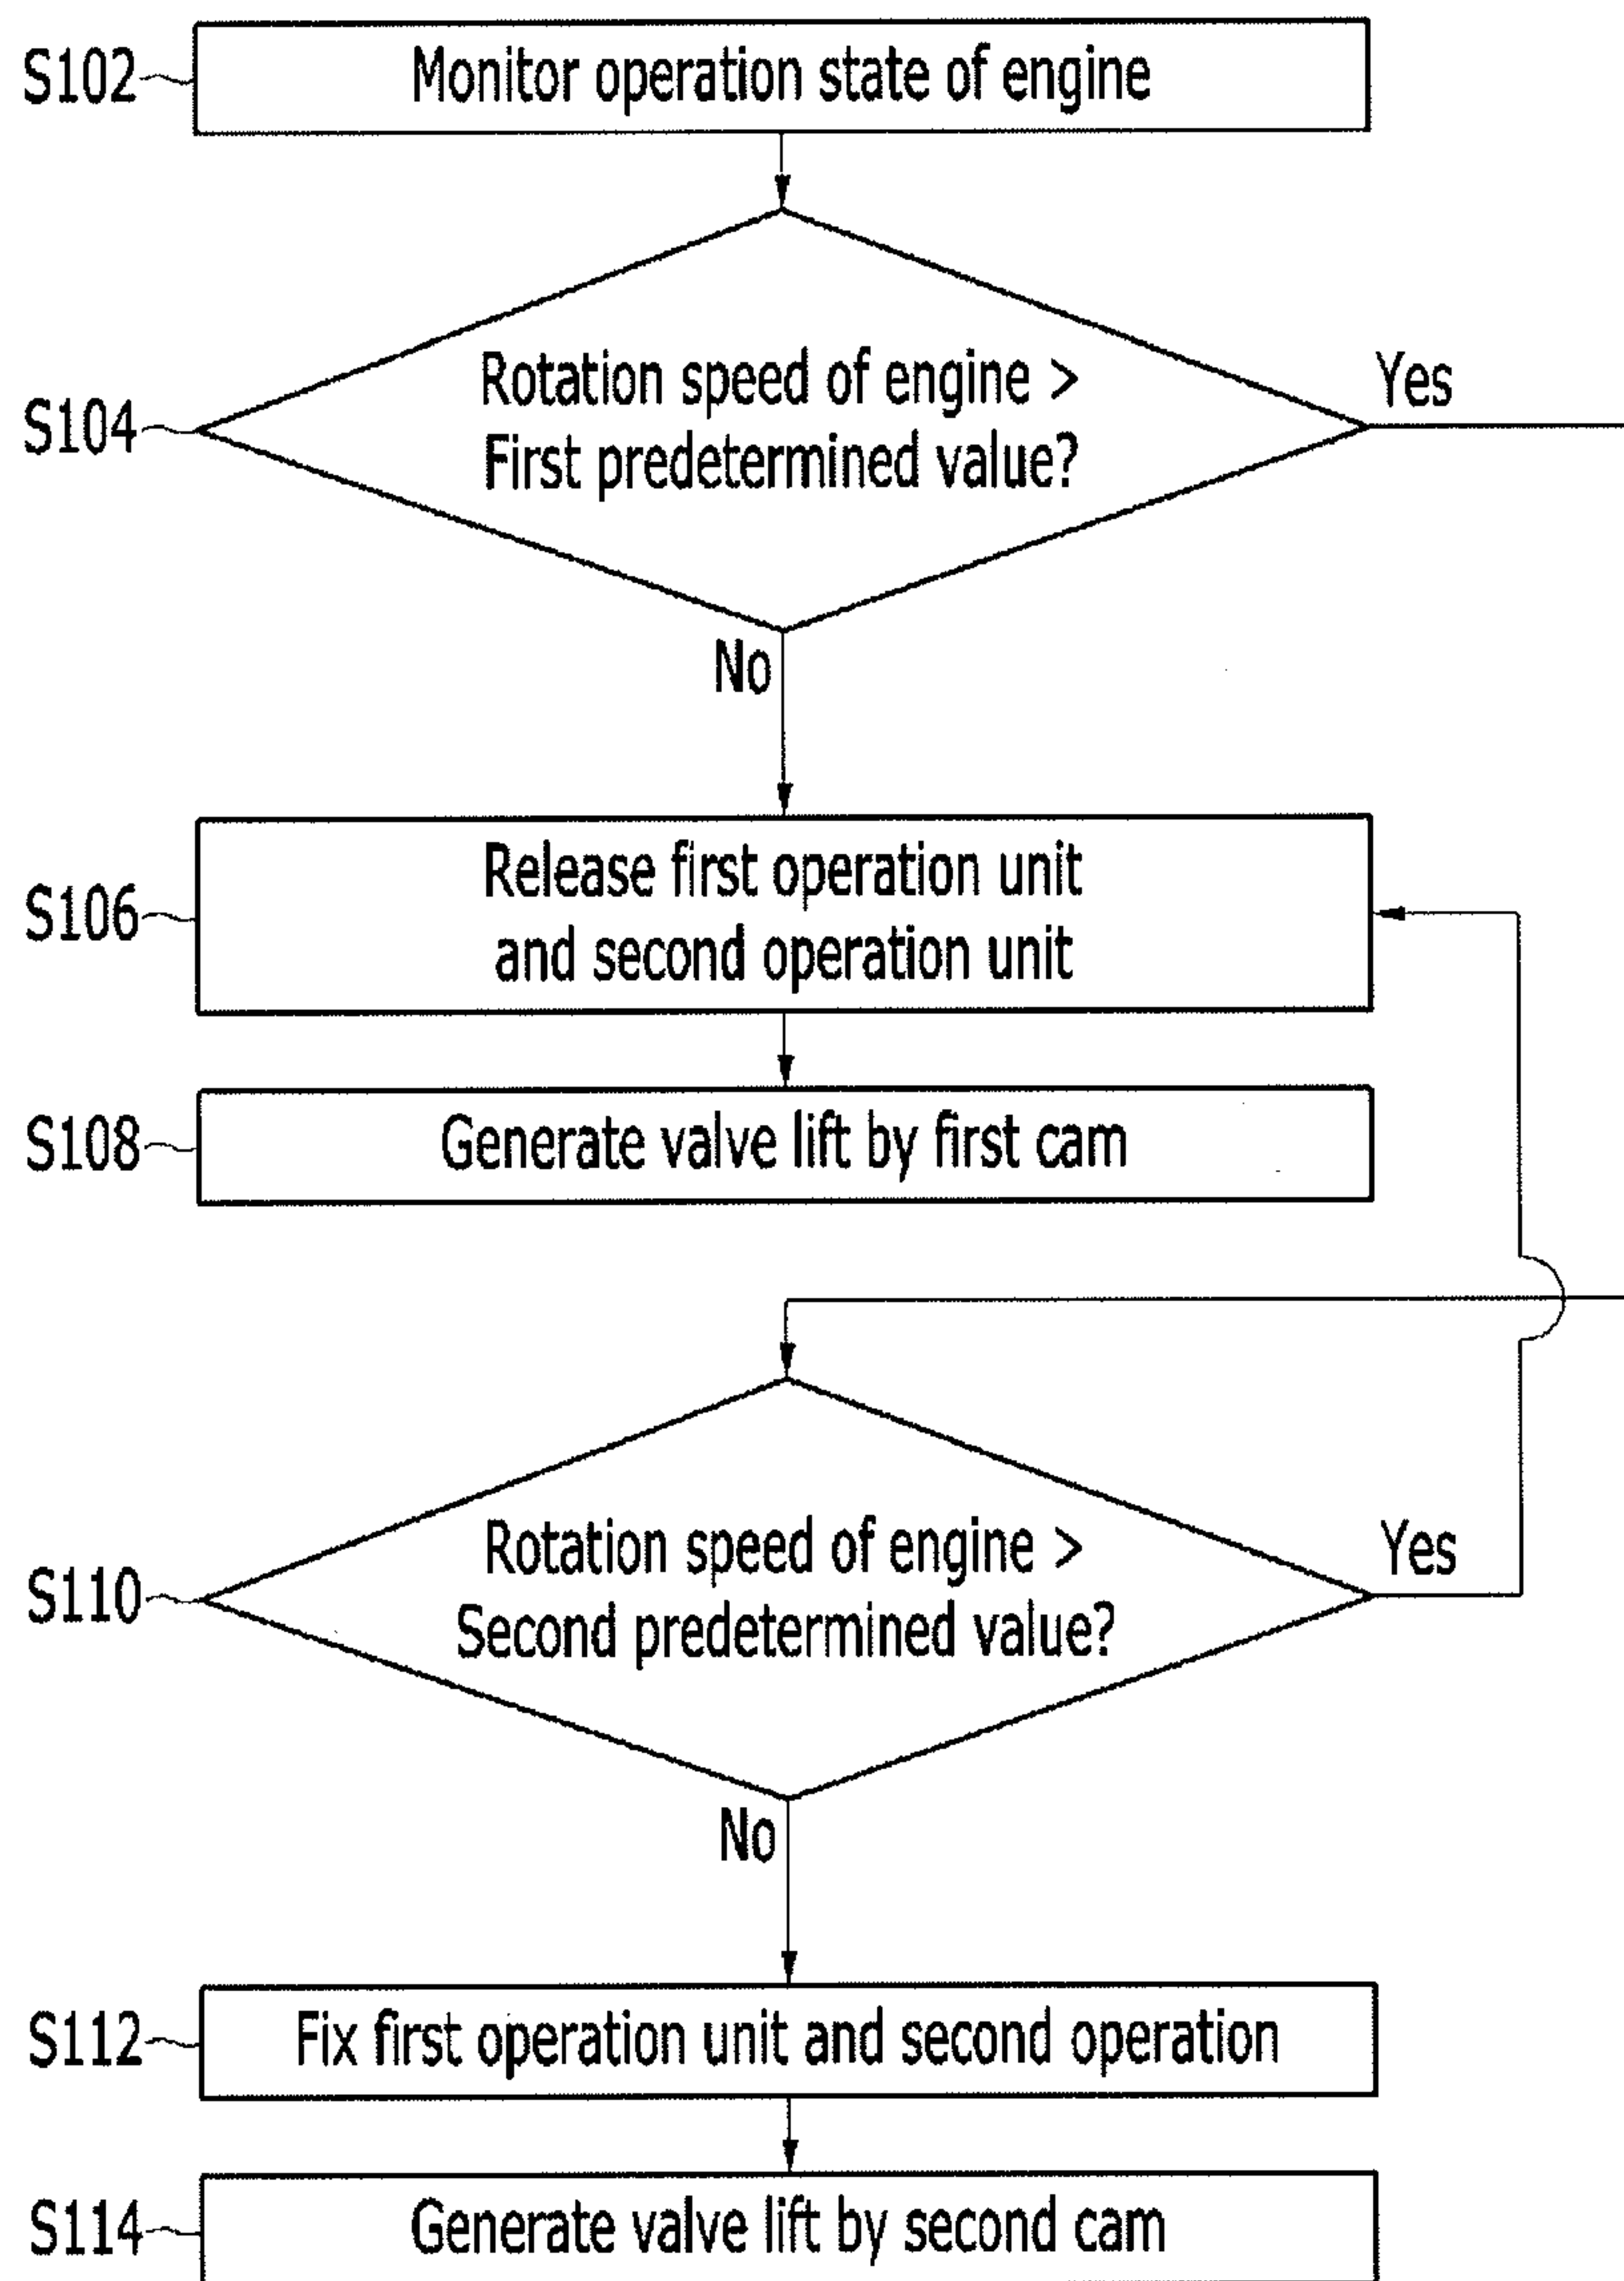 S102
Monitor operation state of engine
S104
Rotation speed of engine >
First predetermined value?
Yes
No
S106
Release first operation unit
and second operation unit
S108
Generate valve lift by first cam
S110
Rotation speed of engine >
Second predetermined value?
Yes
No
S112
Fix first operation unit and second operation
S114
Generate valve lift by second cam